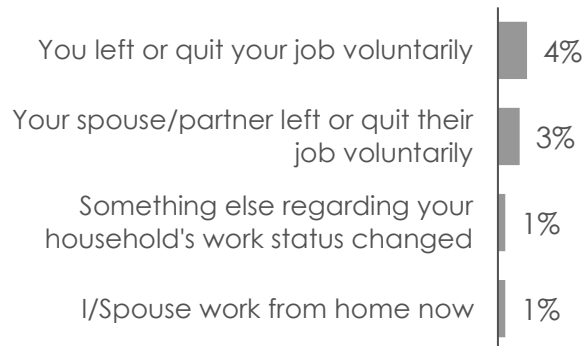 You left or quit your job voluntarily 4%
Your spouse/partner left or quit their
job voluntarily 3%
Something else regarding your
household's work status changed 1%
I/Spouse work from home now 1%